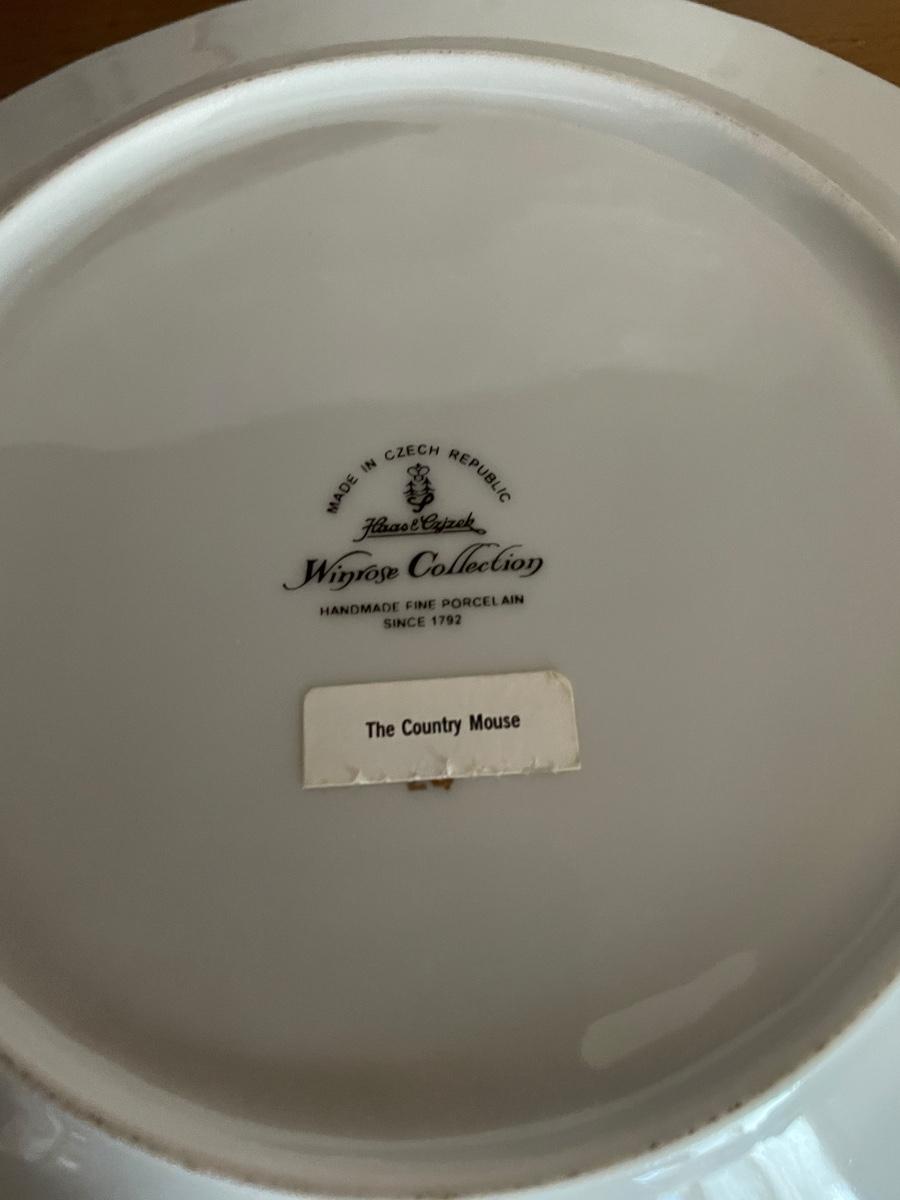 MADE IN CZECH REPUBLIC
Haas & Czjzek
Winrose Collection
HANDMADE FINE PORCELAIN
SINCE 1792
The Country Mouse